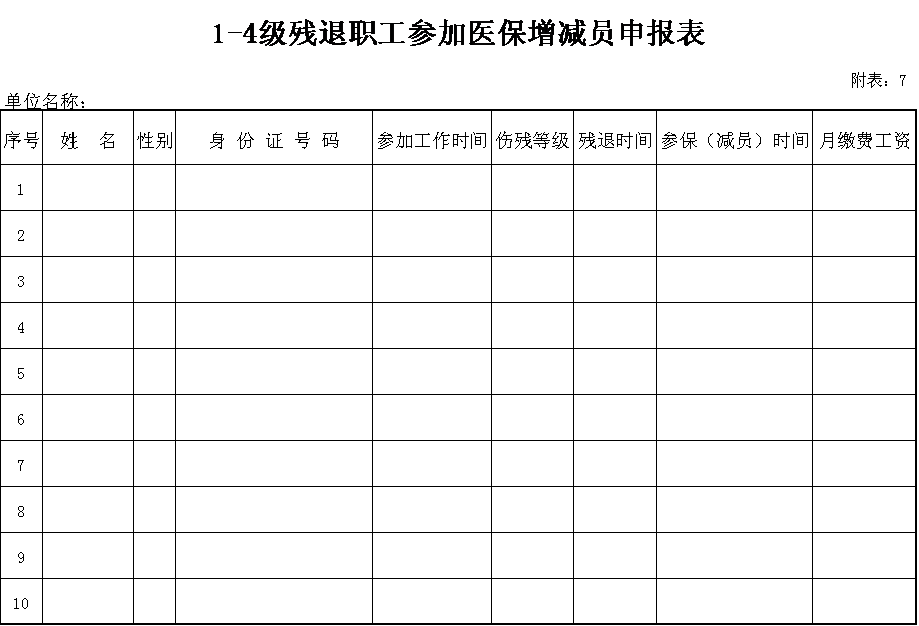 1-4级残退职工参加医保增减员申报表
附表：7
单位名称：
序号 姓 名 性别 身 份 证 号 码 参加工作时间 伤残等级 残退时间 参保（减员）时间 月缴费工资
1
2
3
4
5
6
7
8
9
10